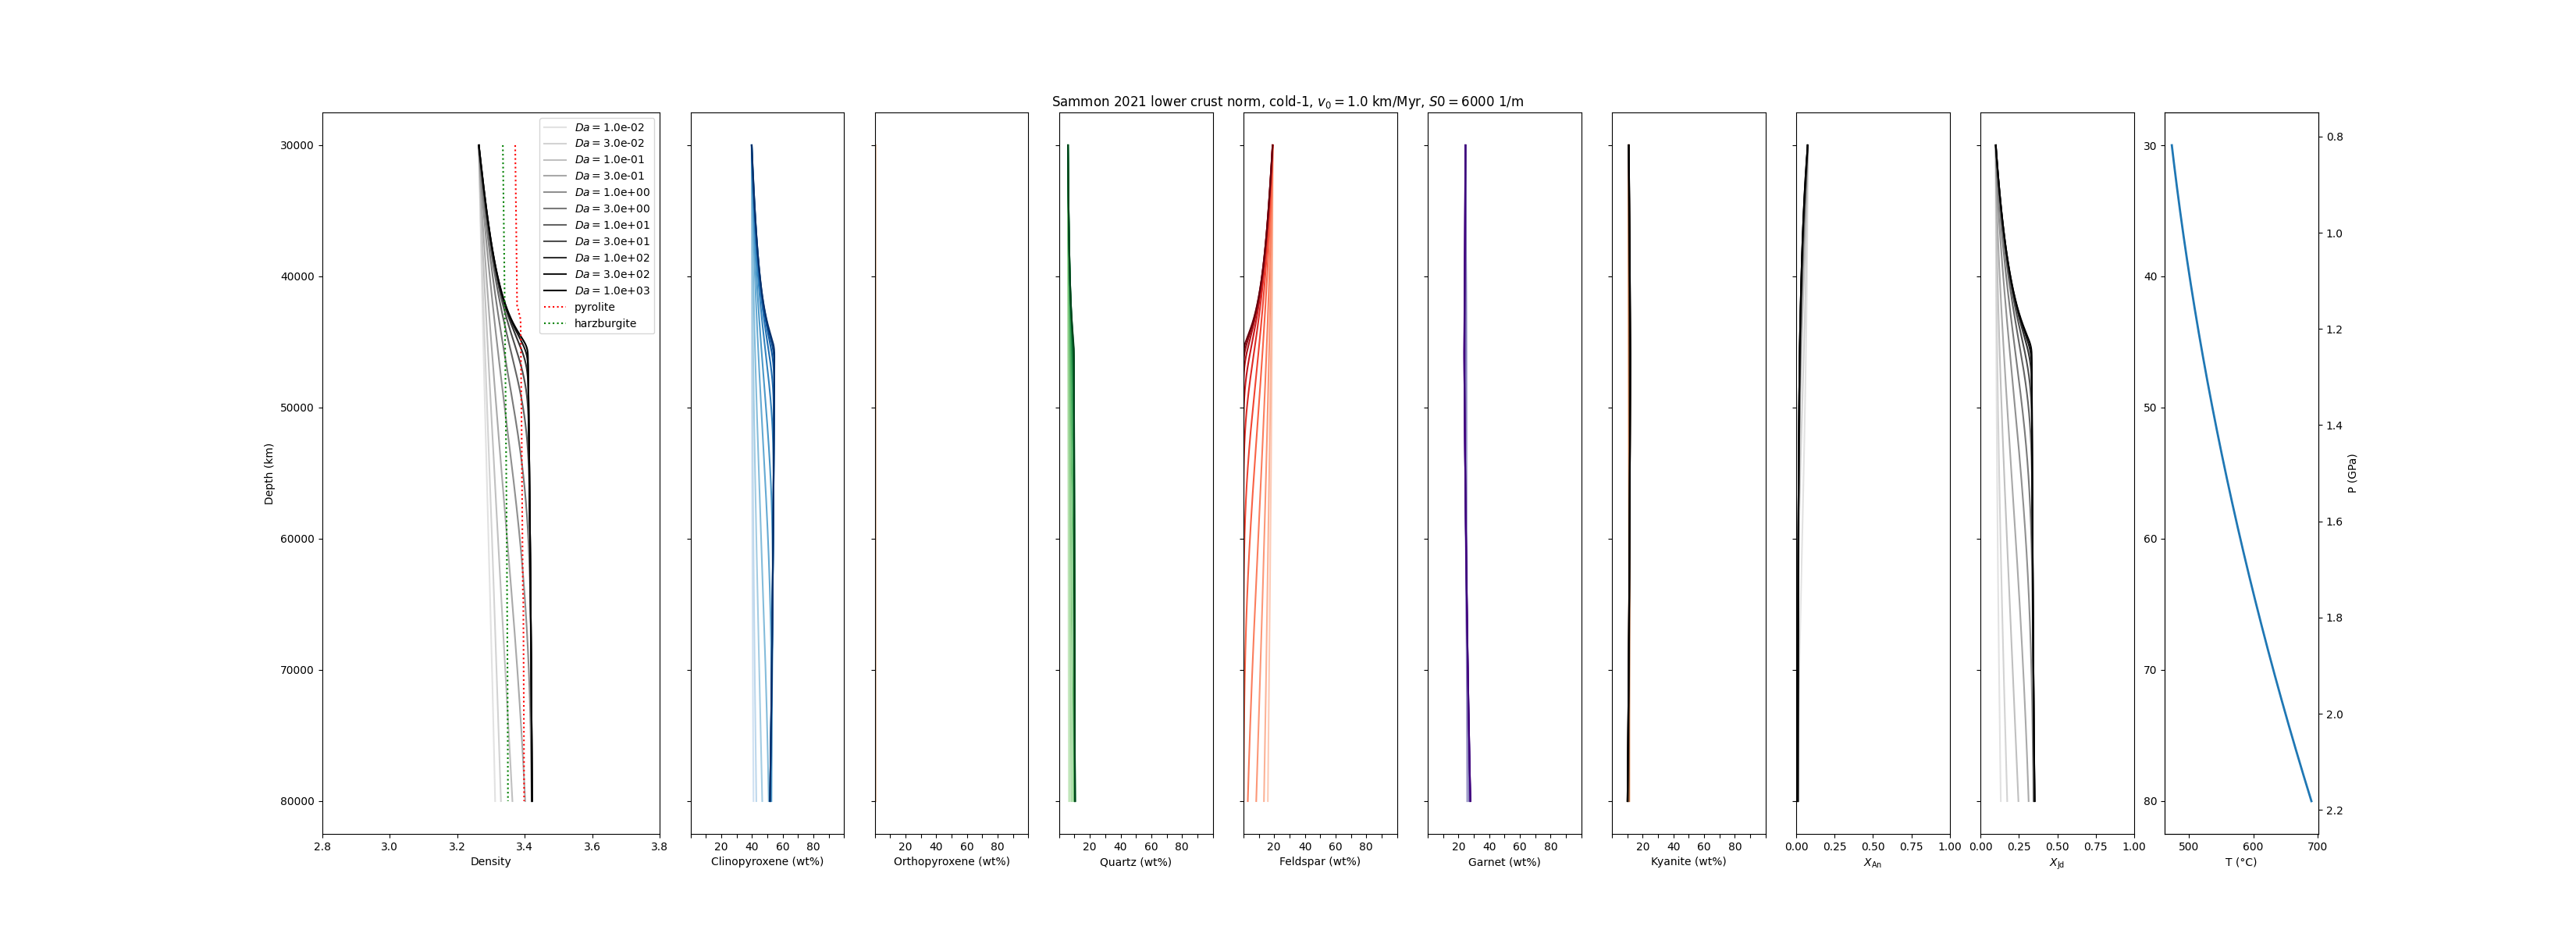 Sammon 2021 lower crust norm, cold-1, v₀ = 1.0 km/Myr, S0 = 6000 1/m
Da = 1.0e-02
Da = 3.0e-02
Da = 1.0e-01
Da = 3.0e-01
Da = 1.0e+00
Da = 3.0e+00
Da = 1.0e+01
Da = 3.0e+01
Da = 1.0e+02
Da = 3.0e+02
Da = 1.0e+03
pyrolite
harzburgite
Depth (km)
30000
40000
50000
60000
70000
80000
2.8 3.0 3.2 3.4 3.6 3.8
Density
20 40 60 80
Clinopyroxene (wt%)
20 40 60 80
Orthopyroxene (wt%)
20 40 60 80
Quartz (wt%)
20 40 60 80
Feldspar (wt%)
20 40 60 80
Garnet (wt%)
20 40 60 80
Kyanite (wt%)
0.00 0.25 0.50 0.75 1.00
X_An
0.00 0.25 0.50 0.75 1.00
X_Jd
30
40
50
60
70
80
500 600 700
T (°C)
0.8
1.0
1.2
1.4
1.6
1.8
2.0
2.2
P (GPa)